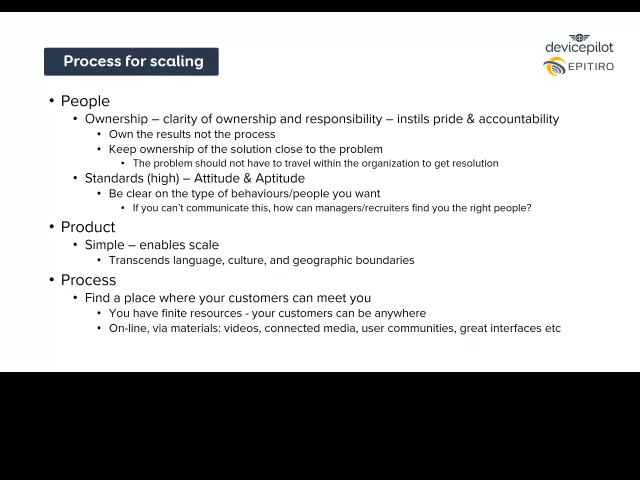 Process for scaling
devicepilot
EPITIRO
• People
• Ownership – clarity of ownership and responsibility – instils pride & accountability
• Own the results not the process
• Keep ownership of the solution close to the problem
• The problem should not have to travel within the organization to get resolution
• Standards (high) – Attitude & Aptitude
• Be clear on the type of behaviours/people you want
• If you can't communicate this, how can managers/recruiters find you the right people?
• Product
• Simple – enables scale
• Transcends language, culture, and geographic boundaries
• Process
• Find a place where your customers can meet you
• You have finite resources - your customers can be anywhere
• On-line, via materials: videos, connected media, user communities, great interfaces etc